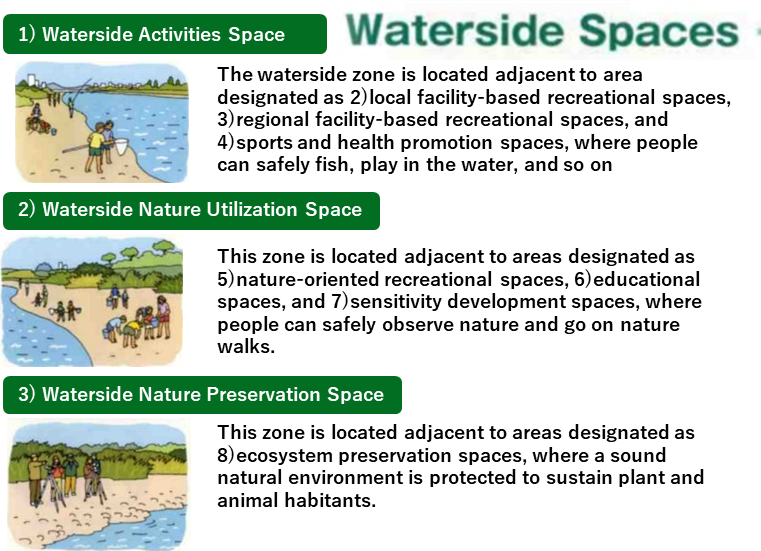 Waterside Spaces
1) Waterside Activities Space
The waterside zone is located adjacent to area
designated as 2)local facility-based recreational spaces,
3)regional facility-based recreational spaces, and
4)sports and health promotion spaces, where people
can safely fish, play in the water, and so on
2) Waterside Nature Utilization Space
This zone is located adjacent to areas designated as
5)nature-oriented recreational spaces, 6)educational
spaces, and 7)sensitivity development spaces, where
people can safely observe nature and go on nature
walks.
3) Waterside Nature Preservation Space
This zone is located adjacent to areas designated as
8)ecosystem preservation spaces, where a sound
natural environment is protected to sustain plant and
animal habitants.